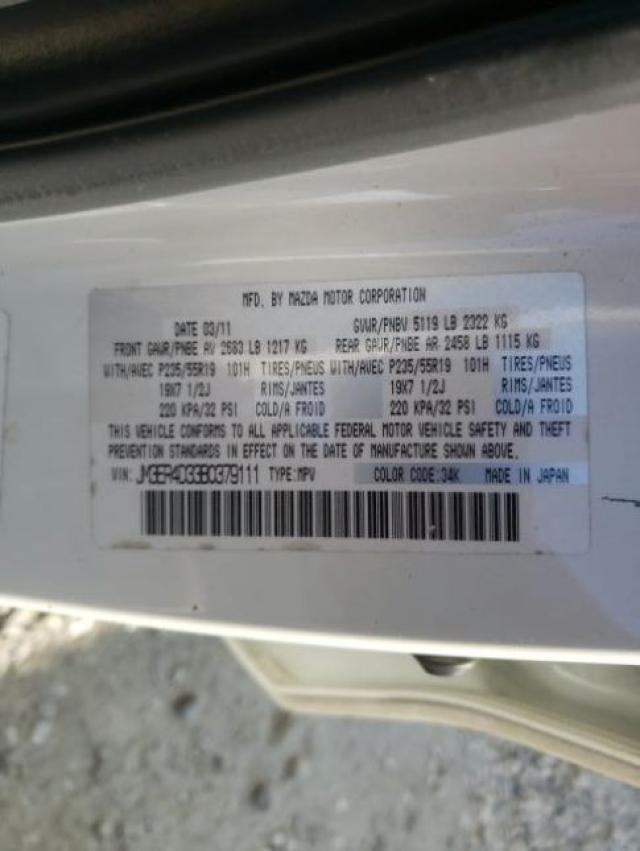 MFD. BY MAZDA MOTOR CORPORATION
DATE 03/11 GVWR/PNBV 5119 LB 2322 KG
FRONT GAWR/PNBE AV 2683 LB 1217 KG REAR GAWR/PNBE AR 2458 LB 1115 KG
WITH/AVEC P235/55R19 101H TIRES/PNEUS WITH/AVEC P235/55R19 101H TIRES/PNEUS
19X7 1/2J RIMS/JANTES 19X7 1/2J RIMS/JANTES
220 KPA/32 PSI COLD/A FROID 220 KPA/32 PSI COLD/A FROID
THIS VEHICLE CONFORMS TO ALL APPLICABLE FEDERAL MOTOR VEHICLE SAFETY AND THEFT
PREVENTION STANDARDS IN EFFECT ON THE DATE OF MANUFACTURE SHOWN ABOVE.
VIN: JM3ER4D33B0379111 TYPE:MPV COLOR CODE:34K MADE IN JAPAN